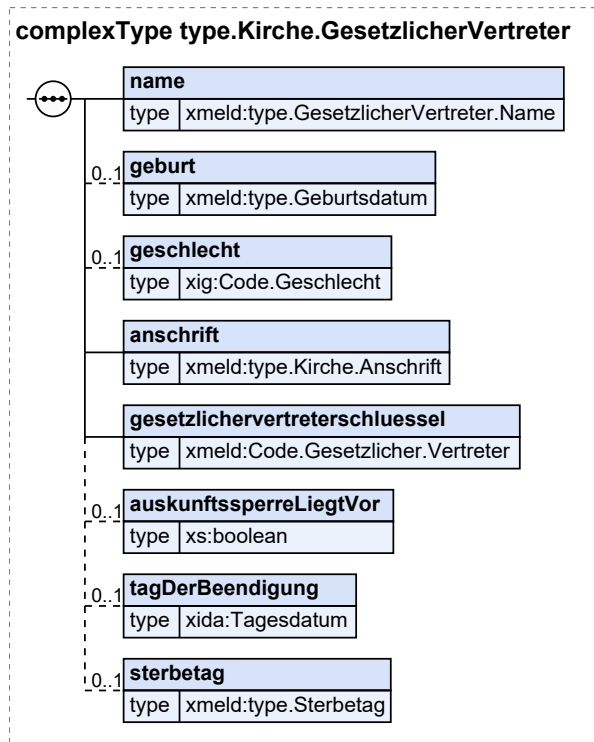 complexType type.Kirche.GesetzlicherVertreter
name
type xmeld:type.GesetzlicherVertreter.Name
0..1 geburt
type xmeld:type.Geburtsdatum
0..1 geschlecht
type xig:Code.Geschlecht
anschrift
type xmeld:type.Kirche.Anschrift
gesetzlichervertreterschluessel
type xmeld:Code.Gesetzlicher.Vertreter
0..1 auskunftssperreLiegtVor
type xs:boolean
0..1 tagDerBeendigung
type xida:Tagesdatum
0..1 sterbetag
type xmeld:type.Sterbetag